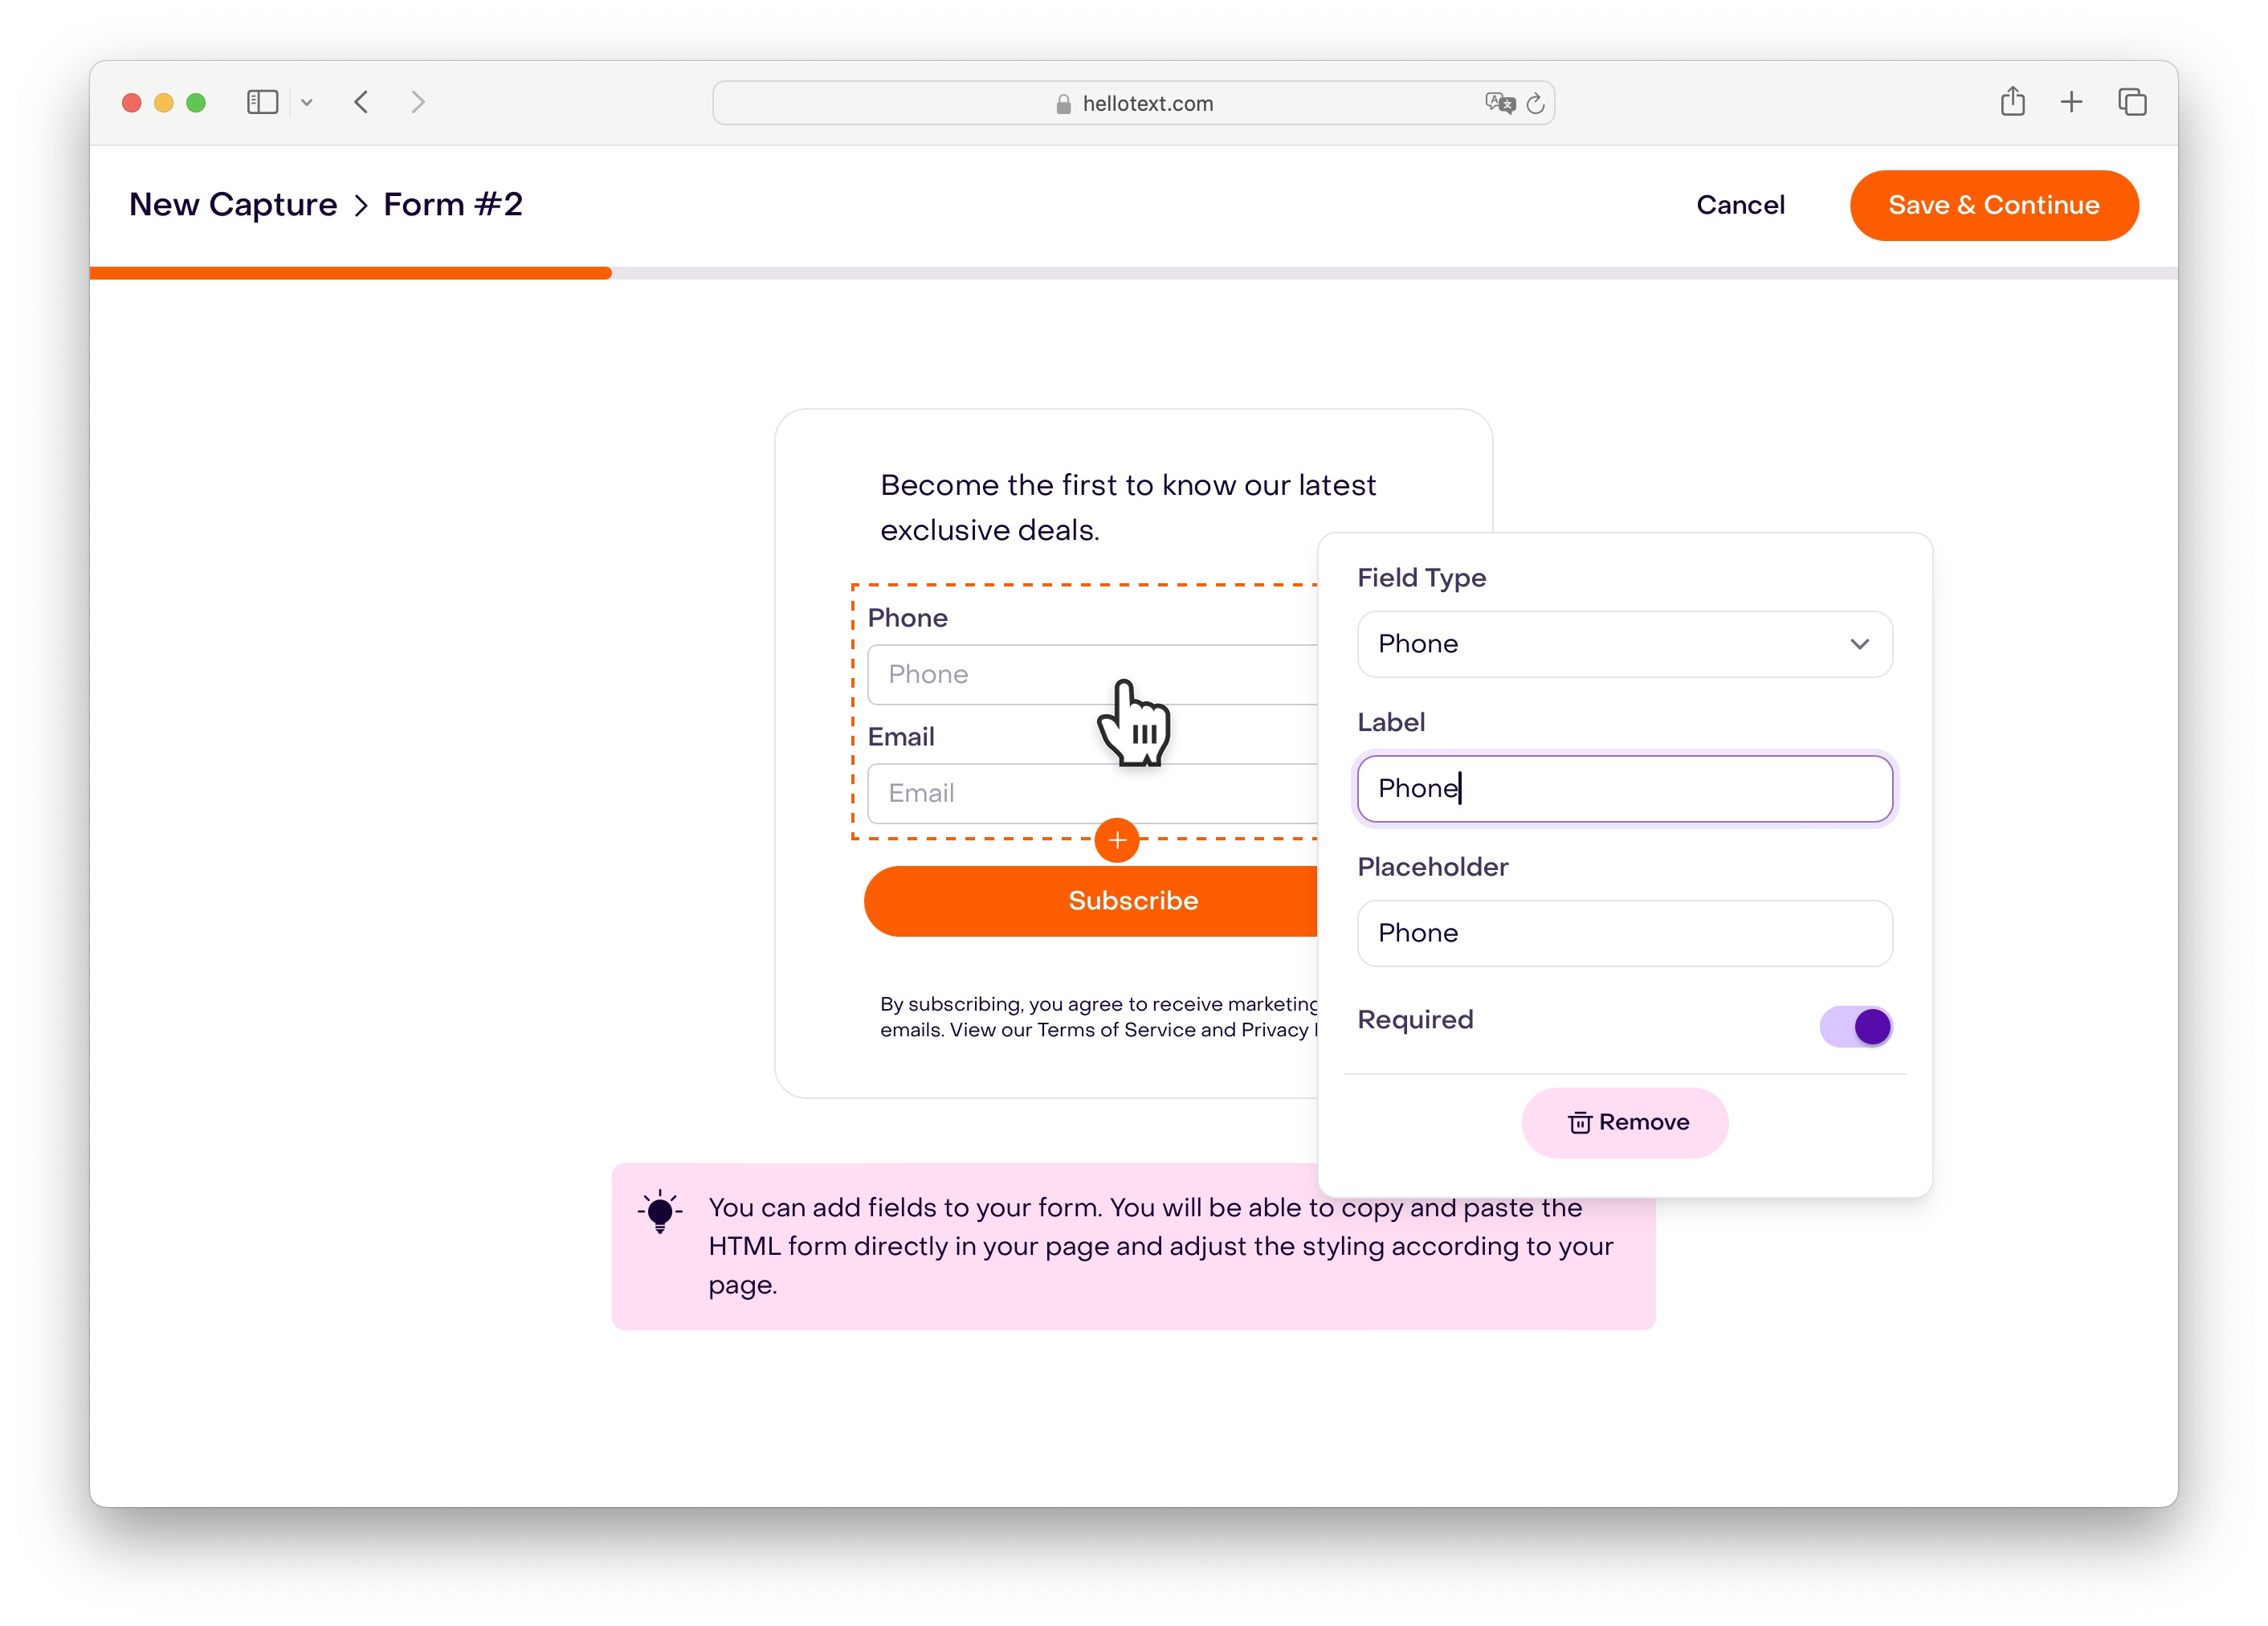 hellotext.com
New Capture > Form #2
Cancel
Save & Continue
Become the first to know our latest
exclusive deals.
Phone
Phone
Email
Email
+
Subscribe
By subscribing, you agree to receive marketing
emails. View our Terms of Service and Privacy
Field Type
Phone
Label
Phone
Placeholder
Phone
Required
Remove
You can add fields to your form. You will be able to copy and paste the
HTML form directly in your page and adjust the styling according to your
page.